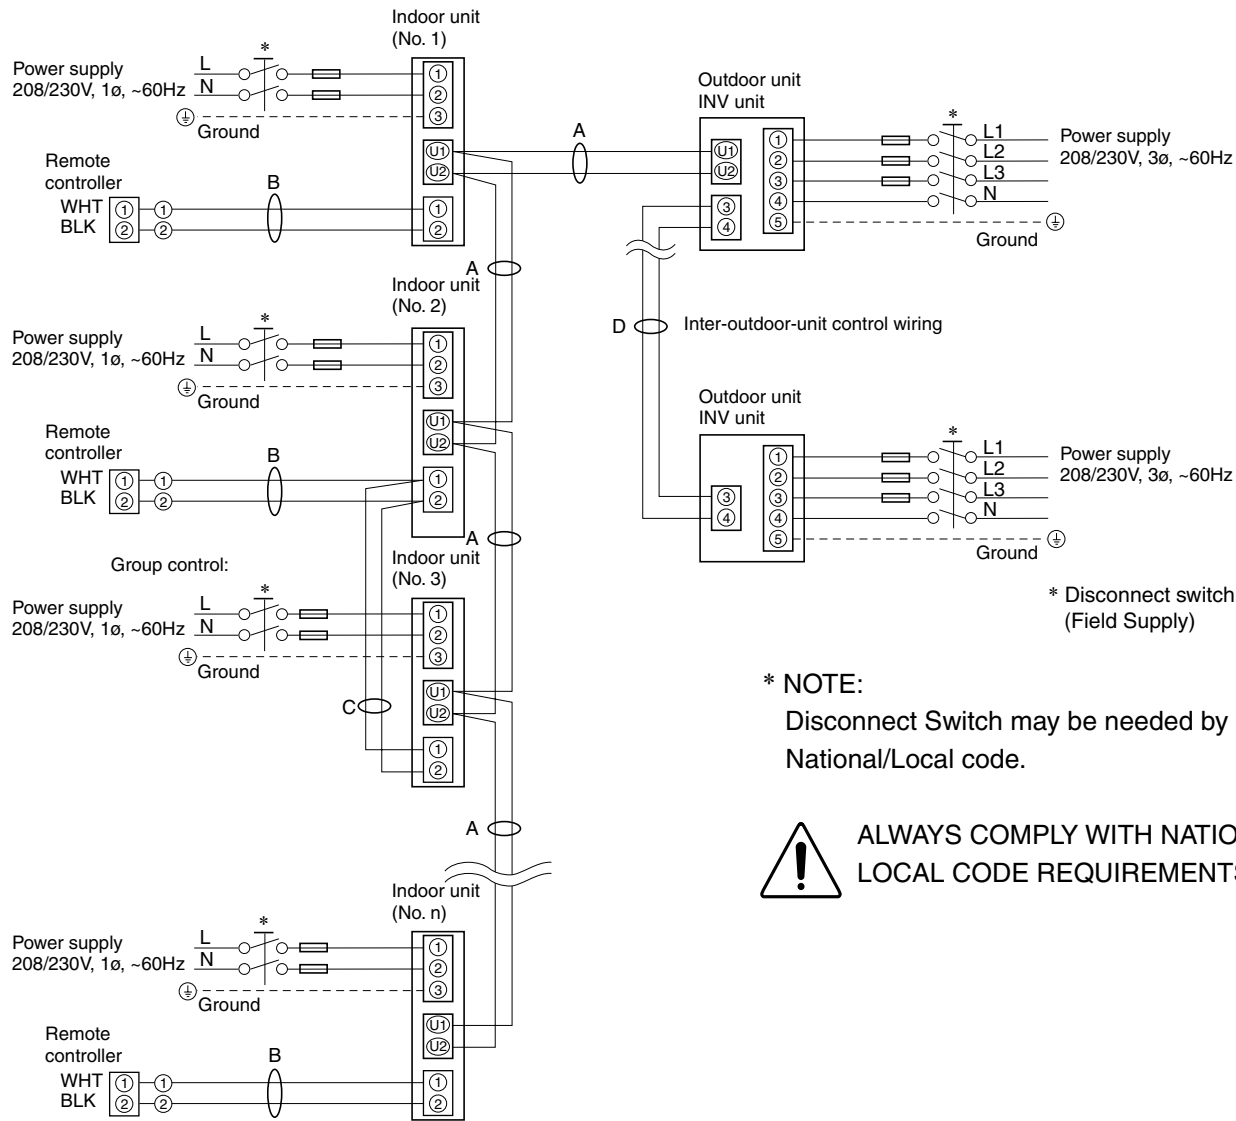 Indoor unit
(No. 1)
*
Power supply
208/230V, 1ø, ~60Hz
L
N
Ground
1
2
3
U1
U2
1
2
Remote
controller
WHT
BLK
1
2
1
2
B
A
Outdoor unit
INV unit
U1
U2
3
4
1
2
3
4
5
*
L1
L2
L3
N
Power supply
208/230V, 3ø, ~60Hz
Ground
A
D
Inter-outdoor-unit control wiring
Indoor unit
(No. 2)
*
Power supply
208/230V, 1ø, ~60Hz
L
N
Ground
1
2
3
U1
U2
1
2
Remote
controller
WHT
BLK
1
2
1
2
B
A
Outdoor unit
INV unit
3
4
1
2
3
4
5
*
L1
L2
L3
N
Power supply
208/230V, 3ø, ~60Hz
Ground
Group control:
Indoor unit
(No. 3)
*
Power supply
208/230V, 1ø, ~60Hz
L
N
Ground
1
2
3
U1
U2
1
2
C
A
* Disconnect switch
(Field Supply)
* NOTE:
Disconnect Switch may be needed by
National/Local code.
ALWAYS COMPLY WITH
LOCAL CODE
Indoor unit
(No. n)
*
Power supply
208/230V, 1ø, ~60Hz
L
N
Ground
1
2
3
U1
U2
1
2
Remote
controller
WHT
BLK
1
2
1
2
B